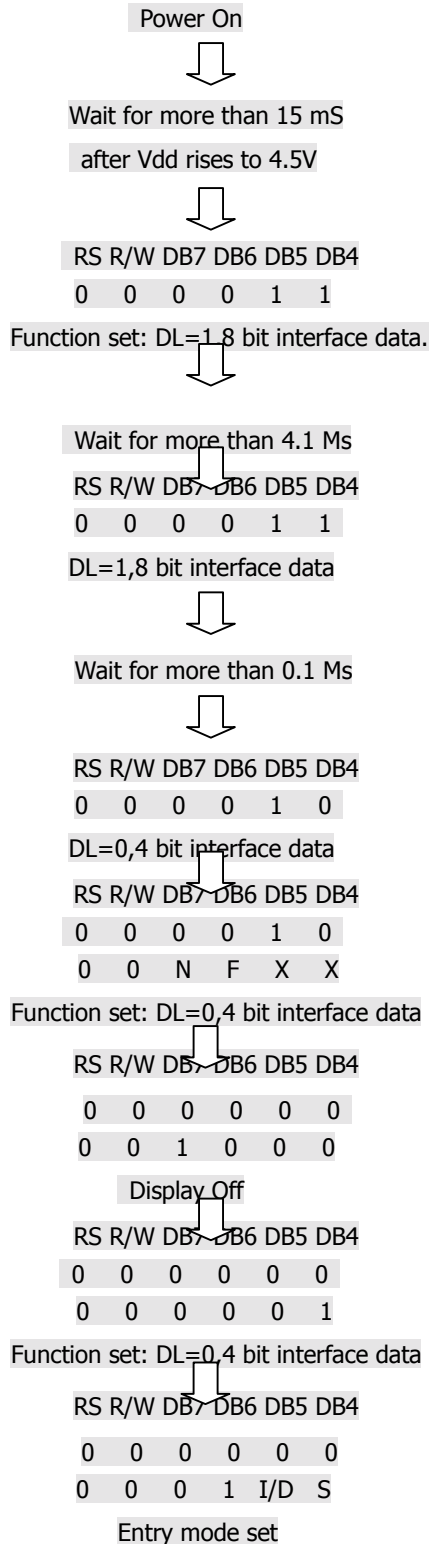 Power On
Wait for more than 15 mS
after Vdd rises to 4.5V
RS R/W DB7 DB6 DB5 DB4
0 0 0 0 1 1
Function set: DL=1,8 bit interface data.
Wait for more than 4.1 Ms
RS R/W DB7 DB6 DB5 DB4
0 0 0 0 1 1
DL=1,8 bit interface data
Wait for more than 0.1 Ms
RS R/W DB7 DB6 DB5 DB4
0 0 0 0 1 0
DL=0,4 bit interface data
RS R/W DB7 DB6 DB5 DB4
0 0 0 0 1 0
0 0 N F X X
Function set: DL=0,4 bit interface data
RS R/W DB7 DB6 DB5 DB4
0 0 0 0 0 0
0 0 1 0 0 0
Display Off
RS R/W DB7 DB6 DB5 DB4
0 0 0 0 0 0
0 0 0 0 0 1
Function set: DL=0,4 bit interface data
RS R/W DB7 DB6 DB5 DB4
0 0 0 0 0 0
0 0 0 1 I/D S
Entry mode set